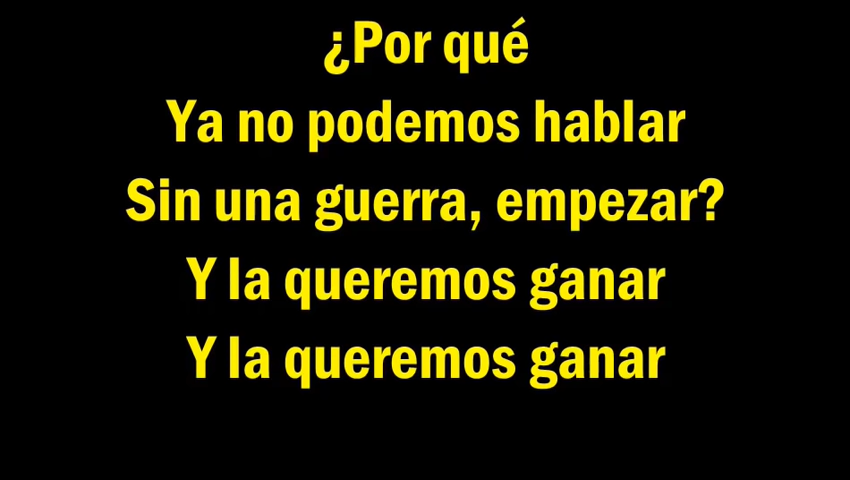 ¿Por qué
Ya no podemos hablar
Sin una guerra, empezar?
Y la queremos ganar
Y la queremos ganar